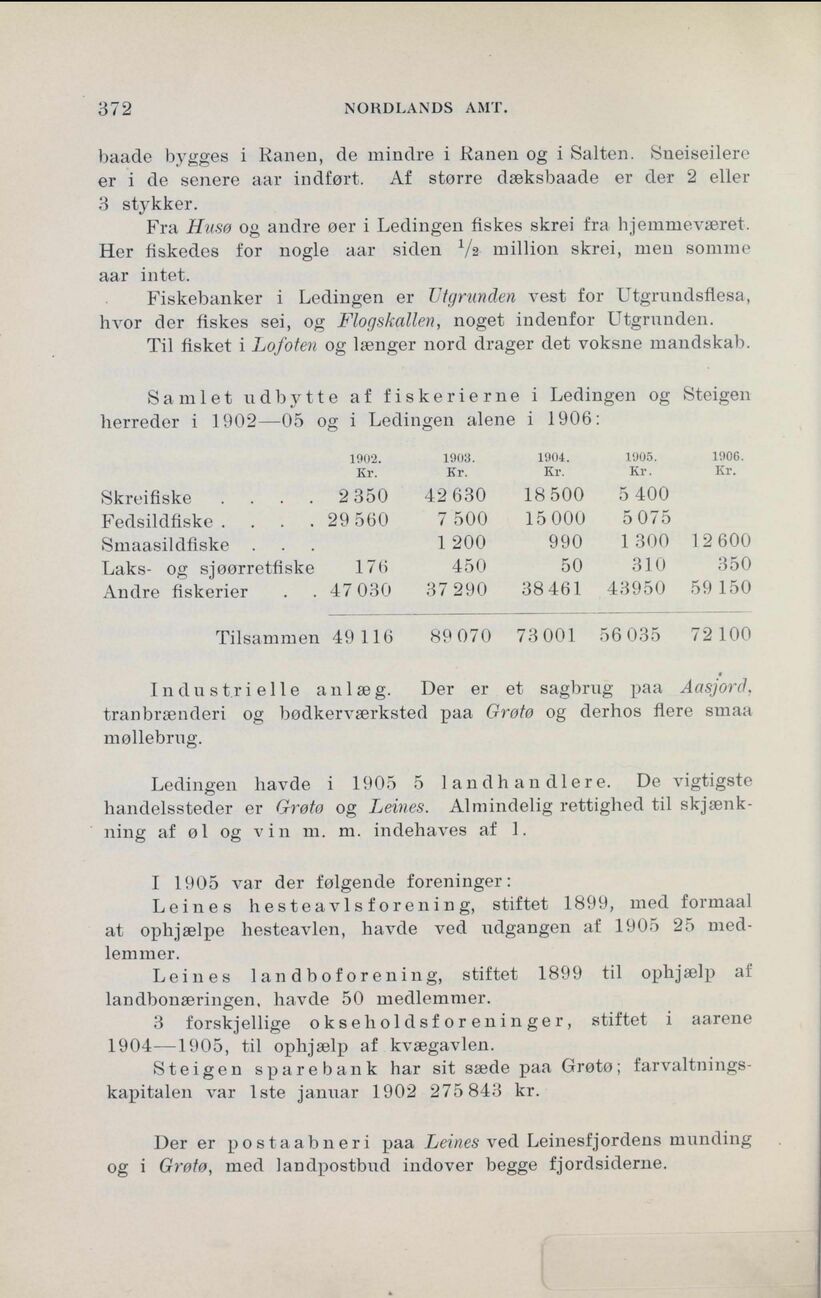 372 NORDLANDS AMT.
baade bygges i Ranen, de mindre i Ranen og i Salten. Sneiseilere
er i de senere aar indført. Af større dæksbaade er der 2 eller
3 stykker.
Fra Husø og andre øer i Ledingen fiskes skrei fra hjemmeværet.
Her fiskedes for nogle aar siden 1/2 million skrei, men somme
aar intet.
Fiskebanker i Ledingen er Utgrunden vest for Utgrundsflesa,
hvor der fiskes sei, og Flogskallen, noget indenfor Utgrunden.
Til fisket i Lofoten og længer nord drager det voksne mandskab.
Samlet udbytte af fiskerierne i Ledingen og Steigen
herreder i 1902—05 og i Ledingen alene i 1906:
1902. 1903. 1904. 1905. 1906.
Kr. Kr. Kr. Kr. Kr.
Skreifiske . . . . 2 350 42 630 18 500 5 400
Fedsildfiske . . . . 29 560 7 500 15 000 5 075
Smaasildfiske . . . 1 200 990 1 300 12 600
Laks- og sjøørretfiske 176 450 50 310 350
Andre fiskerier . . 47 030 37 290 38 461 43950 59 150
Tilsammen 49 116 89 070 73 001 56 035 72 100
Industrielle anlæg. Der er et sagbrug paa Aasjord,
tranbrænderi og bødkerværksted paa Grøtø og derhos flere smaa
møllebrug.
Ledingen havde i 1905 5 landhandlere. De vigtigste
handelssteder er Grøtø og Leines. Almindelig rettighed til skjænk-
ning af øl og vin m. m. indehaves af 1.
I 1905 var der følgende foreninger:
Leines hesteavlsforening, stiftet 1899, med formaal
at ophjælpe hesteavlen, havde ved udgangen af 1905 25 med-
lemmer.
Leines landboforening, stiftet 1899 til ophjælp af
landbonæringen, havde 50 medlemmer.
3 forskjellige okseholdsforeninger, stiftet i aarene
1904—1905, til ophjælp af kvægavlen.
Steigen sparebank har sit sæde paa Grøtø; farvaltnings-
kapitalen var 1ste januar 1902 275 843 kr.
Der er postaabneri paa Leines ved Leinesfjordens munding
og i Grøtø, med landpostbud indover begge fjordsiderne.